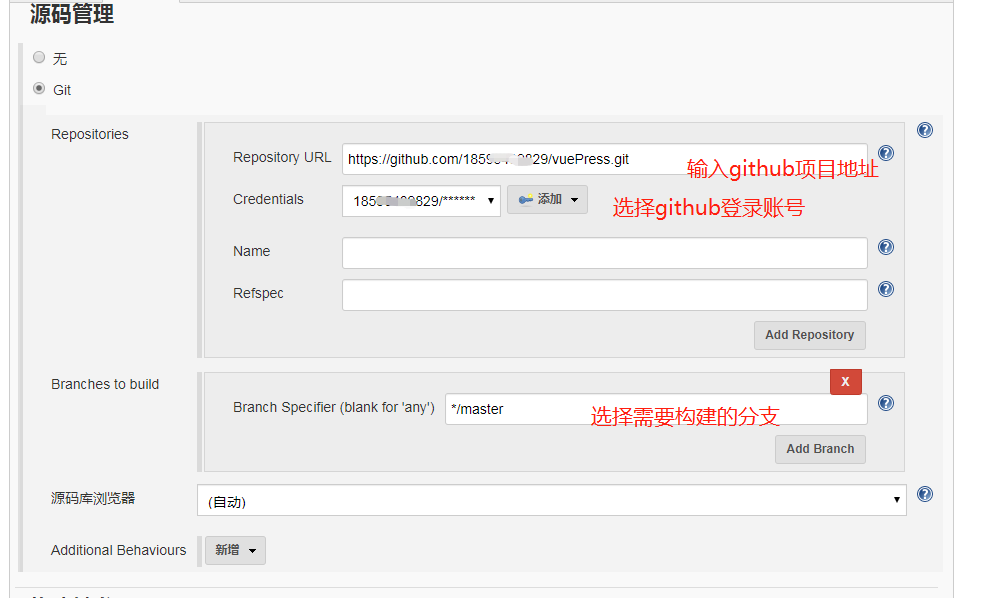 源码管理
无
Git
Repositories
Repository URL
https://github.com/1859 829/vuePress.git
输入github项目地址
Credentials
185 829/******
添加
选择github登录账号
Name
Refspec
Add Repository
Branches to build
X
Branch Specifier (blank for 'any')
*/master
选择需要构建的分支
Add Branch
源码库浏览器
(自动)
Additional Behaviours
新增